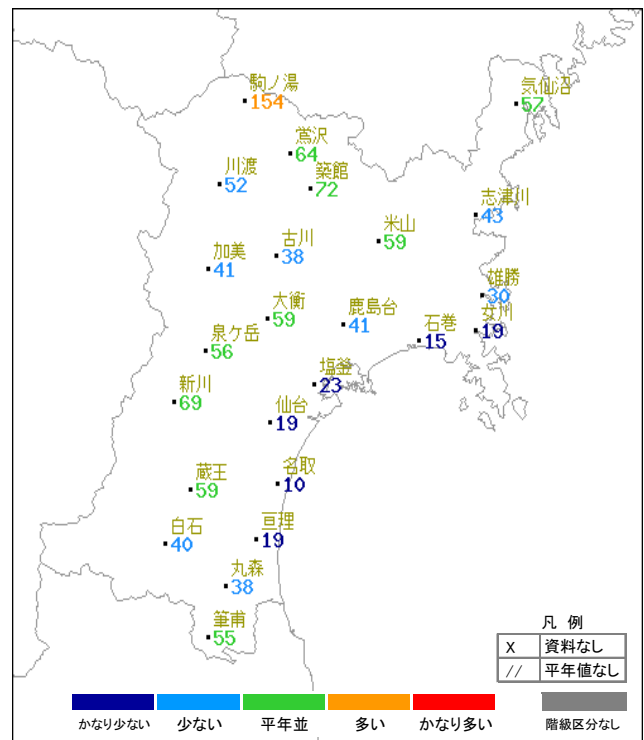 駒ノ湯
154
気仙沼
57
鴬沢
64
川渡
52
築館
72
志津川
43
米山
59
古川
38
加美
41
雄勝
30
大衡
59
鹿島台
41
石巻
15
女川
19
泉ケ岳
56
塩釜
23
新川
69
仙台
19
蔵王
59
名取
10
白石
40
亘理
19
丸森
38
筆甫
55
凡 例
X 資料なし
// 平年値なし
かなり少ない 少ない 平年並 多い かなり多い 階級区分なし